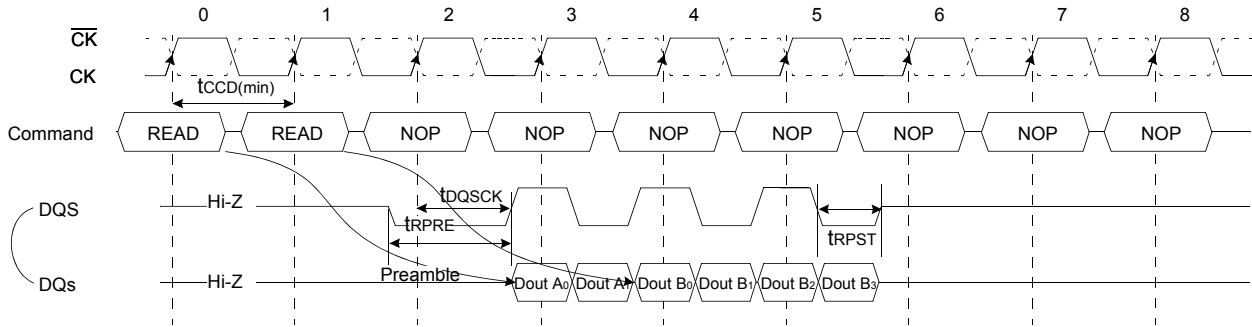 0 1 2 3 4 5 6 7 8
CK
CK
tCCD(min)
Command READ READ NOP NOP NOP NOP NOP NOP NOP
DQS Hi-Z tDQSCK
tRPRE tRPST
Preamble
DQs Hi-Z Dout A0 Dout A1 Dout B0 Dout B1 Dout B2 Dout B3